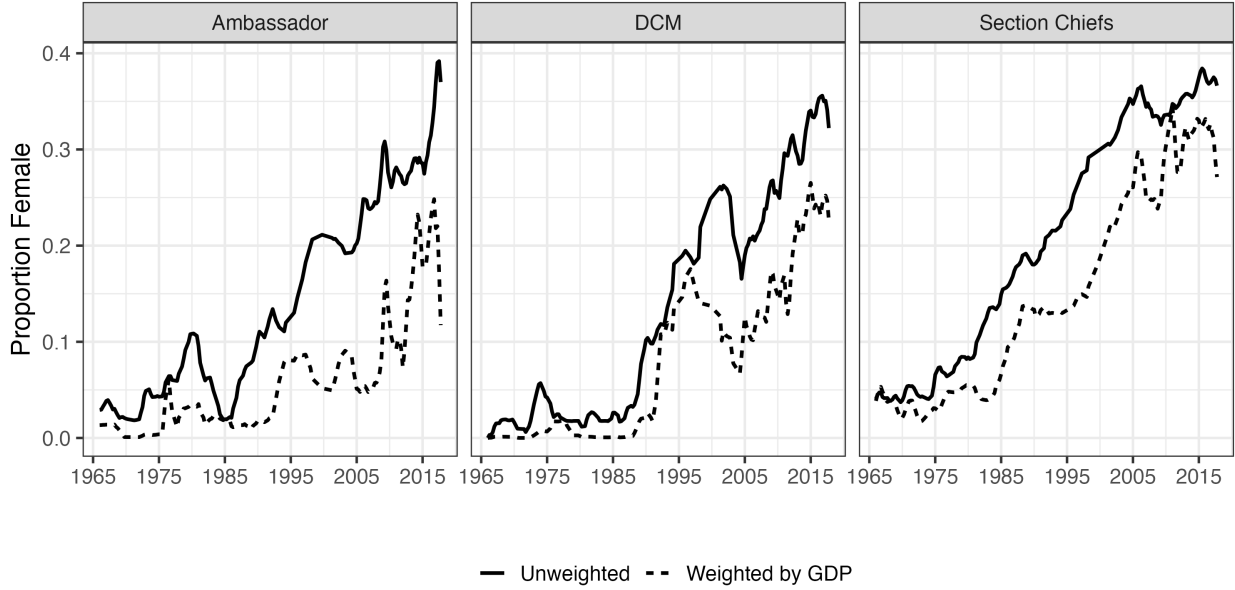 Ambassador DCM Section Chiefs
Proportion Female
0.4
0.3
0.2
0.1
0.0
1965 1975 1985 1995 2005 2015 1965 1975 1985 1995 2005 2015 1965 1975 1985 1995 2005 2015
Unweighted Weighted by GDP